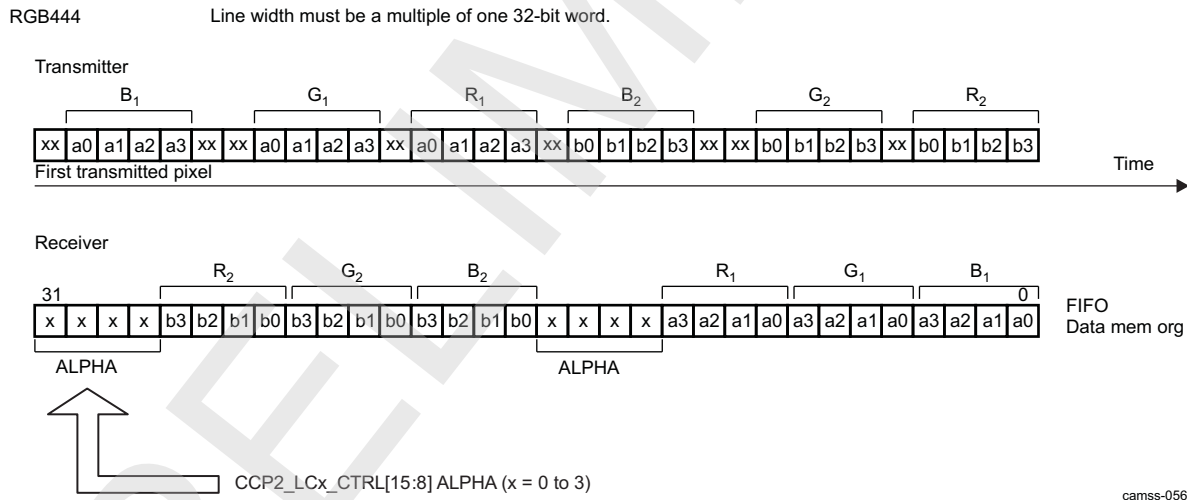 RGB444 Line width must be a multiple of one 32-bit word.
Transmitter
B1 G1 R1 B2 G2 R2
xx a0 a1 a2 a3 xx xx a0 a1 a2 a3 xx a0 a1 a2 a3 xx b0 b1 b2 b3 xx xx b0 b1 b2 b3 xx b0 b1 b2 b3
First transmitted pixel Time
Receiver
R2 G2 B2 R1 G1 B1
31 0
x x x x b3 b2 b1 b0 b3 b2 b1 b0 b3 b2 b1 b0 x x x x a3 a2 a1 a0 a3 a2 a1 a0 a3 a2 a1 a0 FIFO
Data mem org
ALPHA ALPHA
CCP2_LCx_CTRL[15:8] ALPHA (x = 0 to 3)
camss-056